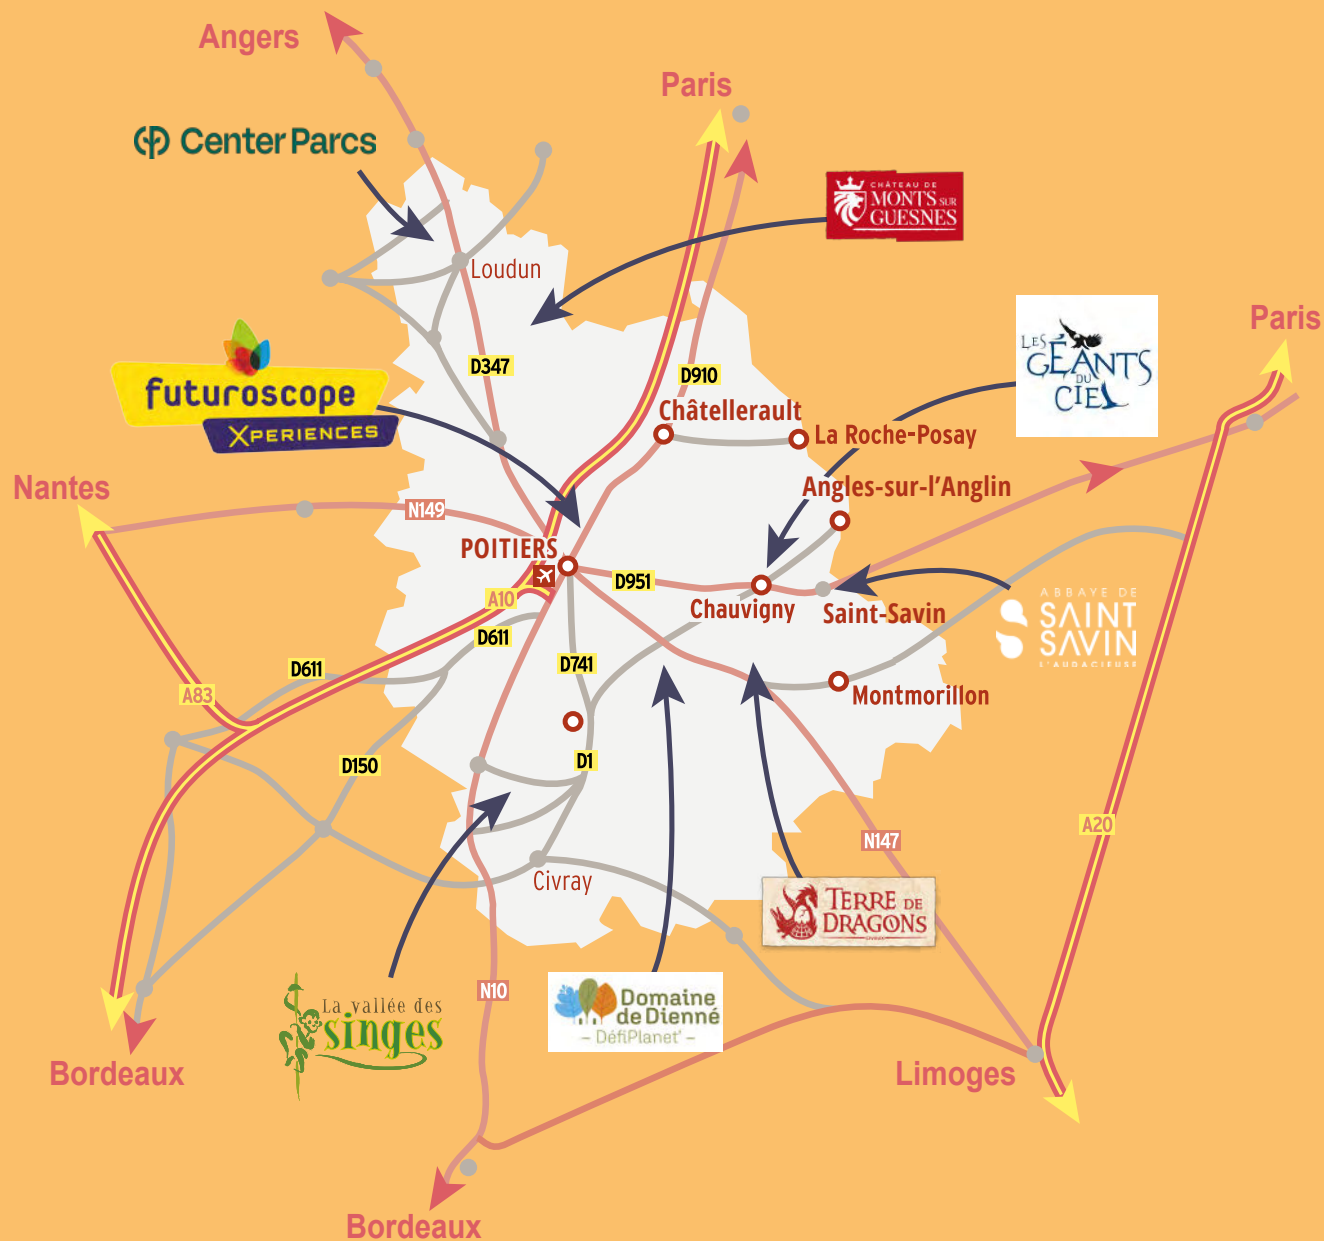 Angers
Paris
Center Parcs
CHÂTEAU DE
MONTS SUR
GUESNES
Loudun
LES
GÉANTS
DU
CIEL
Paris
D347
D910
futuroscope
XPERIENCES
Châtellerault
La Roche-Posay
Angles-sur-l'Anglin
Nantes
N149
POITIERS
D951
A10
Chauvigny
Saint-Savin
ABBAYE DE
SAINT
SAVIN
L'AUDACIEUSE
D611
D611
D741
A83
Montmorillon
D150
D1
N147
A20
Civray
TERRE DE
DRAGONS
N10
La vallée des
singes
Domaine
de Dienné
– DéfiPlanet' –
Bordeaux
Limoges
Bordeaux